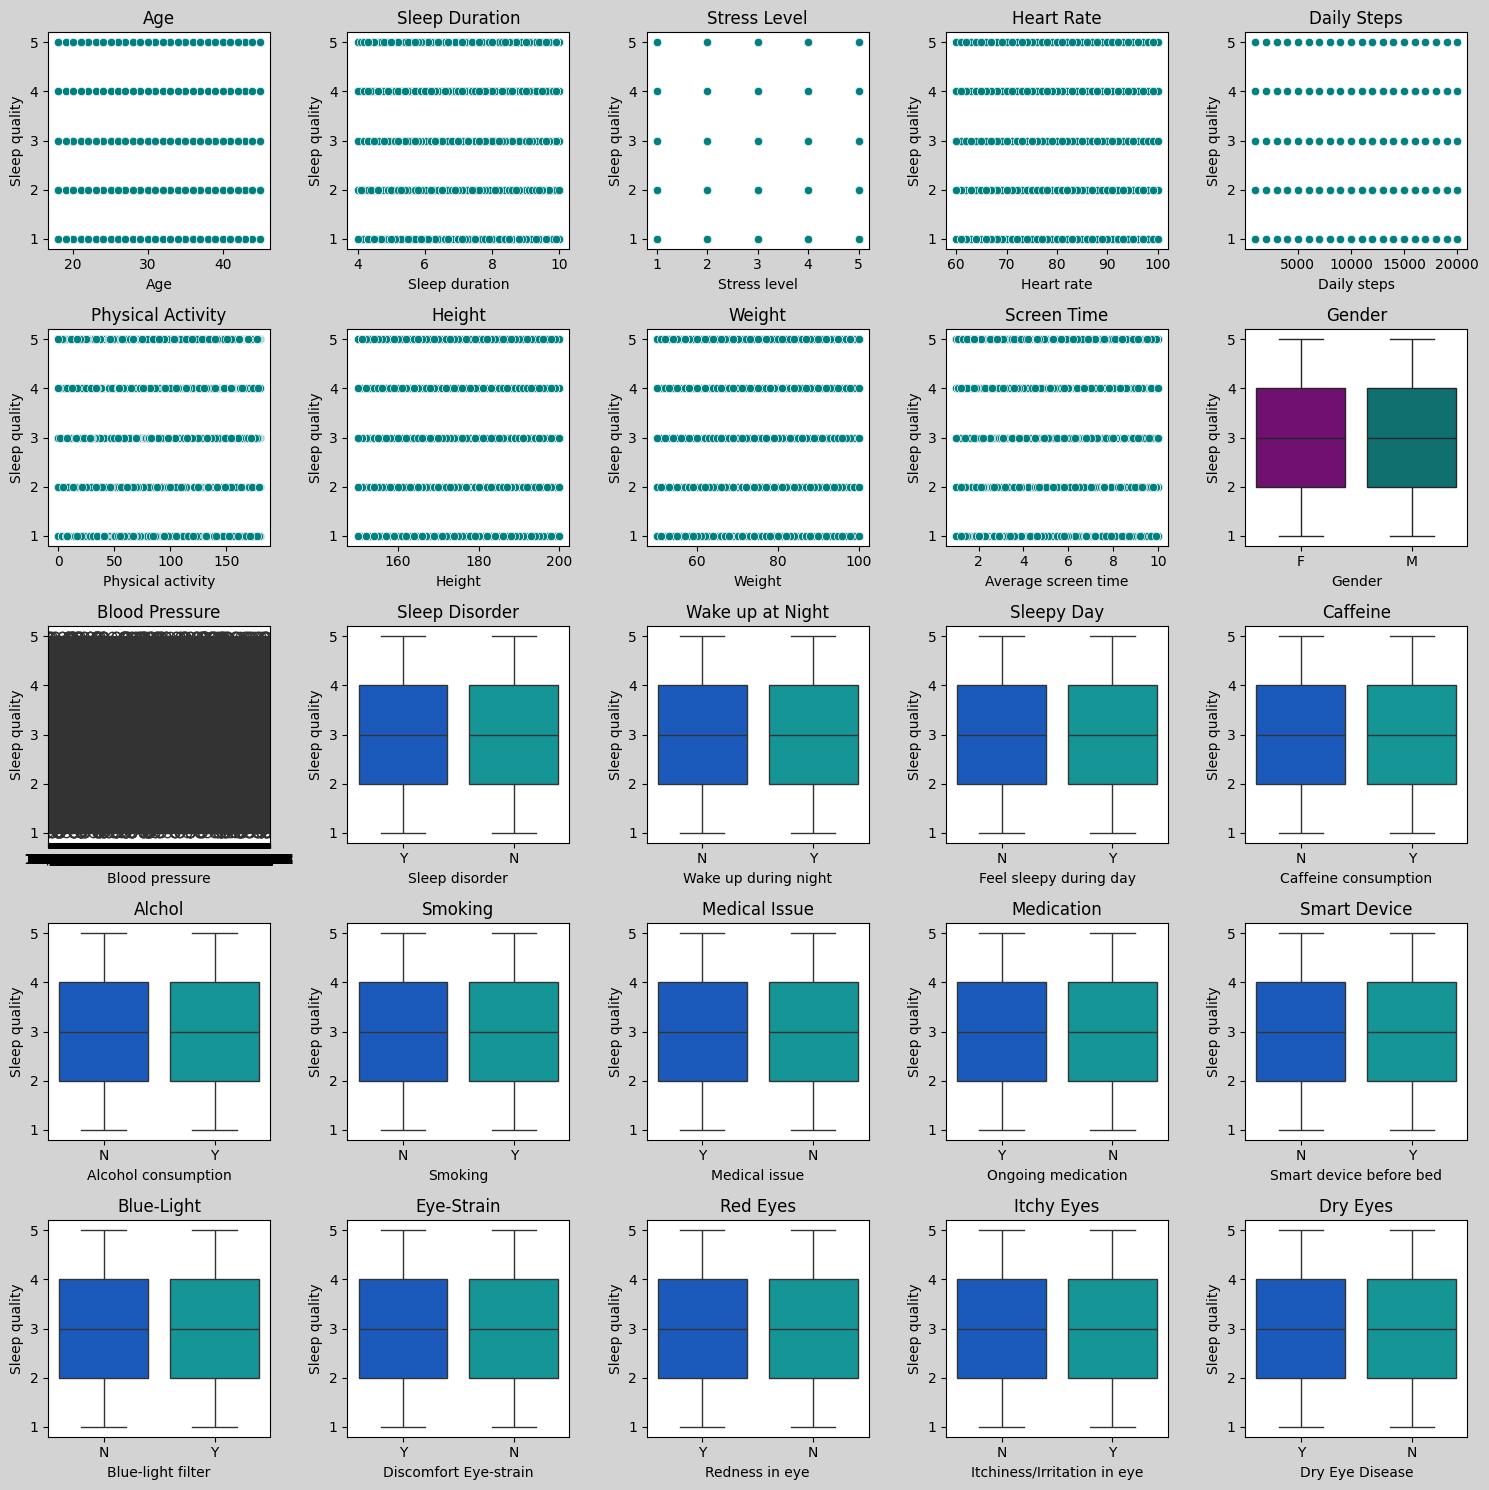 Age Sleep Duration Stress Level Heart Rate Daily Steps
Sleep quality 5 4 3 2 1 Sleep quality 5 4 3 2 1 Sleep quality 5 4 3 2 1 Sleep quality 5 4 3 2 1 Sleep quality 5 4 3 2 1
20 30 40 4 6 8 10 1 2 3 4 5 60 70 80 90 100 5000 10000 15000 20000
Age Sleep duration Stress level Heart rate Daily steps
Physical Activity Height Weight Screen Time Gender
Sleep quality 5 4 3 2 1 Sleep quality 5 4 3 2 1 Sleep quality 5 4 3 2 1 Sleep quality 5 4 3 2 1 Sleep quality 5 4 3 2 1
0 50 100 150 160 180 200 60 80 100 2 4 6 8 10 F M
Physical activity Height Weight Average screen time Gender
Blood Pressure Sleep Disorder Wake up at Night Sleepy Day Caffeine
Sleep quality 5 4 3 2 1 Sleep quality 5 4 3 2 1 Sleep quality 5 4 3 2 1 Sleep quality 5 4 3 2 1 Sleep quality 5 4 3 2 1
Y N N Y N Y N Y
Blood pressure Sleep disorder Wake up during night Feel sleepy during day Caffeine consumption
Alchol Smoking Medical Issue Medication Smart Device
Sleep quality 5 4 3 2 1 Sleep quality 5 4 3 2 1 Sleep quality 5 4 3 2 1 Sleep quality 5 4 3 2 1 Sleep quality 5 4 3 2 1
N Y N Y Y N Y N N Y
Alcohol consumption Smoking Medical issue Ongoing medication Smart device before bed
Blue-Light Eye-Strain Red Eyes Itchy Eyes Dry Eyes
Sleep quality 5 4 3 2 1 Sleep quality 5 4 3 2 1 Sleep quality 5 4 3 2 1 Sleep quality 5 4 3 2 1 Sleep quality 5 4 3 2 1
N Y Y N Y N N Y Y N
Blue-light filter Discomfort Eye-strain Redness in eye Itchiness/Irritation in eye Dry Eye Disease